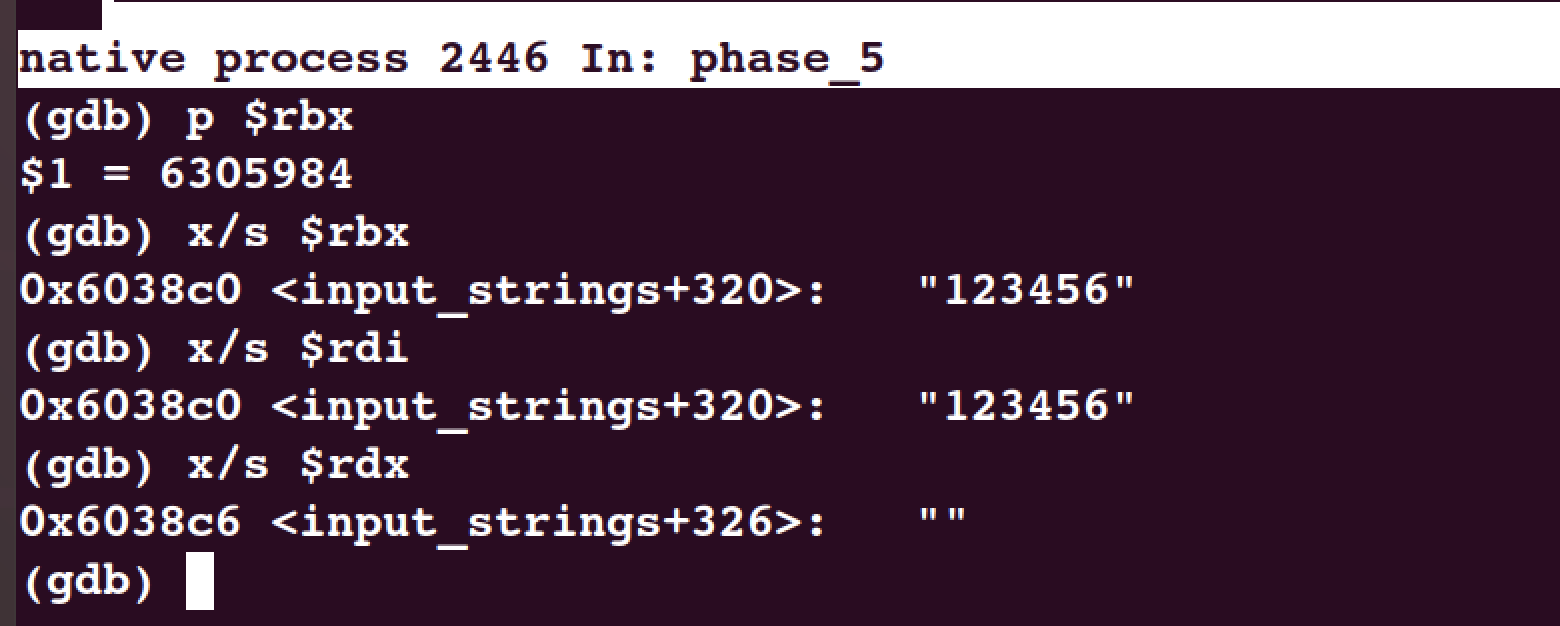 native process 2446 In: phase_5
(gdb) p $rbx
$1 = 6305984
(gdb) x/s $rbx
0x6038c0 <input_strings+320>:   "123456"
(gdb) x/s $rdi
0x6038c0 <input_strings+320>:   "123456"
(gdb) x/s $rdx
0x6038c6 <input_strings+326>:   ""
(gdb)